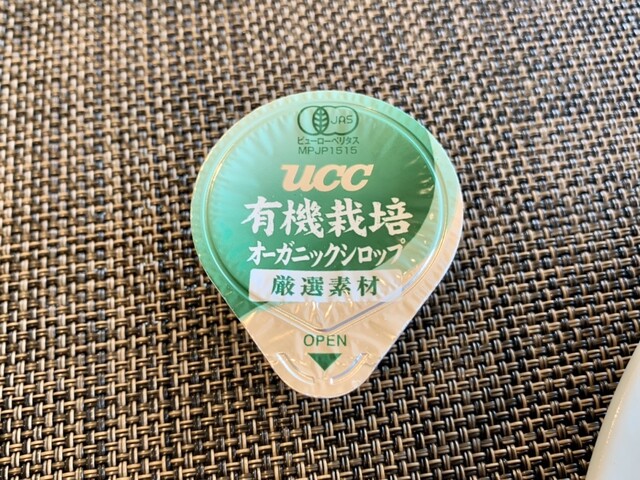 JAS
ビューローベリタス
MPJP1515
UCC
有機栽培
オーガニックシロップ
厳選素材
OPEN